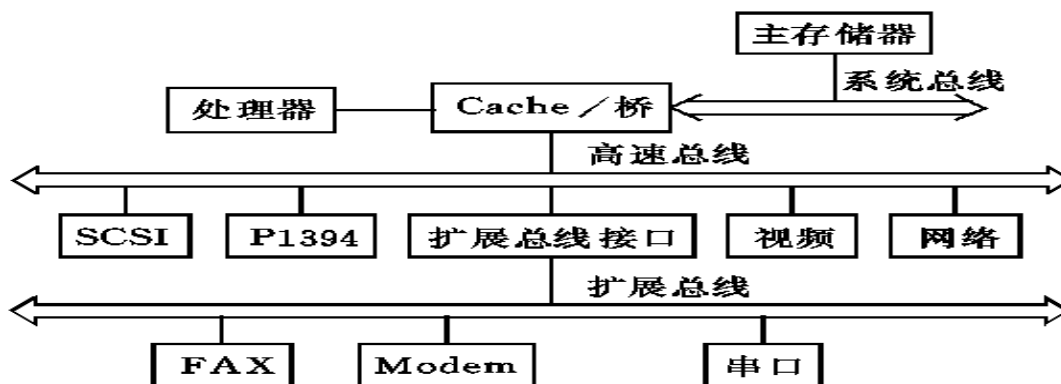 主存储器
系统总线
处理器
Cache／桥
高速总线
SCSI
P1394
扩展总线接口
视频
网络
扩展总线
FAX
Modem
串口